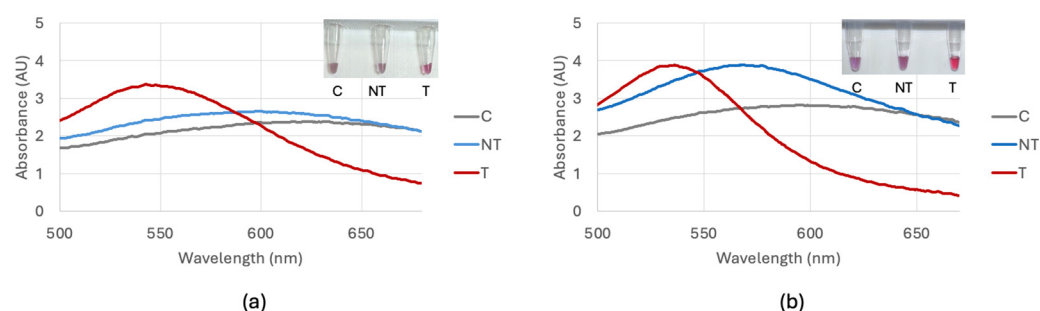 5
4
3
2
1
0
Absorbance (AU)
500
550
600
650
Wavelength (nm)
C
NT
T
C
NT
T
(a)
5
4
3
2
1
0
Absorbance (AU)
500
550
600
650
Wavelength (nm)
C
NT
T
C
NT
T
(b)